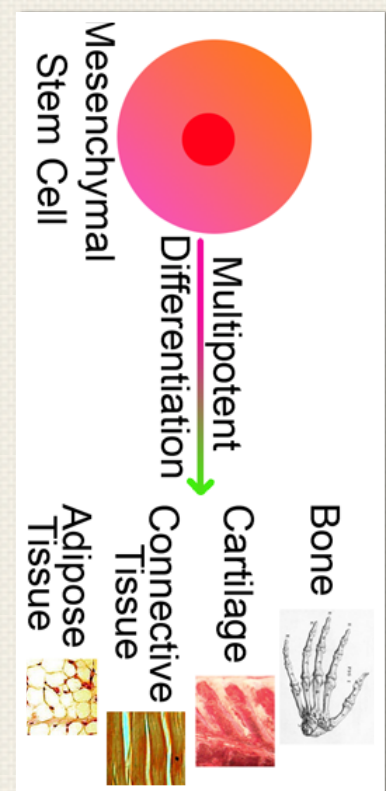 Mesenchymal
Stem Cell
Multipotent
Differentiation
Bone
Cartilage
Connective
Tissue
Adipose
Tissue